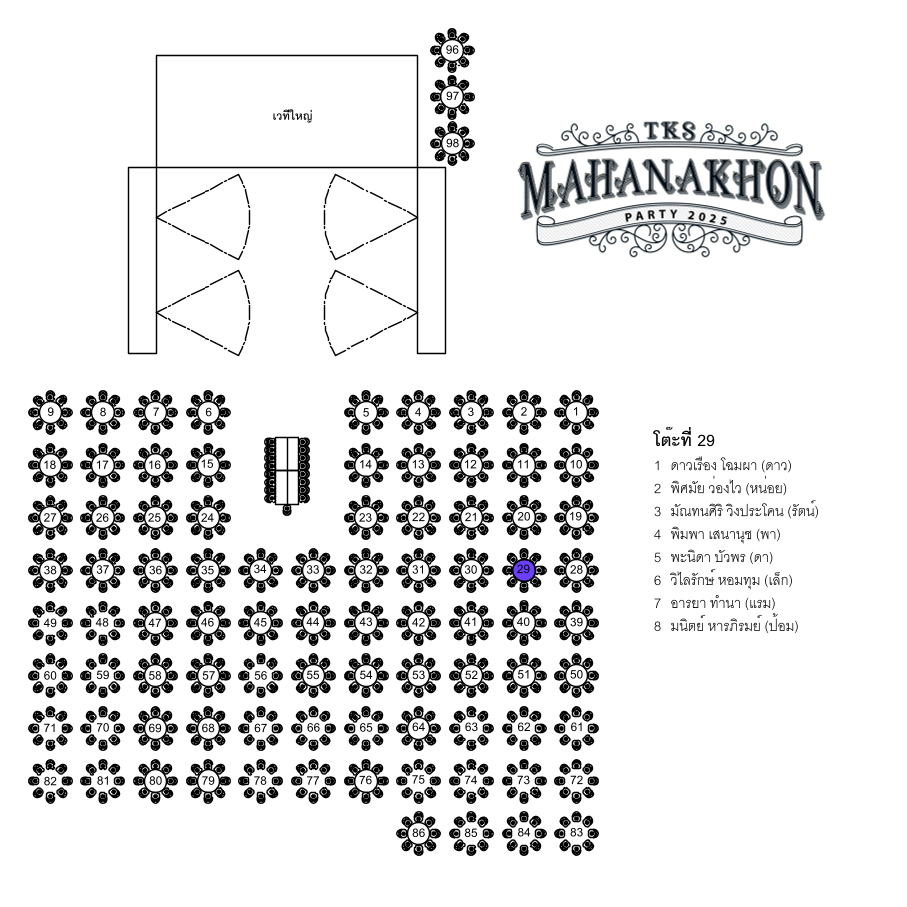 96
97
เวทีใหญ่
98
TKS
MAHANAKHON
PARTY 2025
9 8 7 6 5 4 3 2 1
18 17 16 15 14 13 12 11 10
27 26 25 24 23 22 21 20 19
38 37 36 35 34 33 32 31 30 29 28
49 48 47 46 45 44 43 42 41 40 39
60 59 58 57 56 55 54 53 52 51 50
71 70 69 68 67 66 65 64 63 62 61
82 81 80 79 78 77 76 75 74 73 72
86 85 84 83
โต๊ะที่ 29
1 ดาวเรือง โฉมผา (ดาว)
2 พิศมัย ว่องไว (หน่อย)
3 มัณทนศิริ วิงประโคน (รัตน์)
4 พิมพา เสนานุช (พา)
5 พะนิดา บัวพร (ดา)
6 วิไลรักษ์ หอมทุม (เล็ก)
7 อารยา ทำนา (แรม)
8 มนิตย์ หารภิรมย์ (ป้อม)